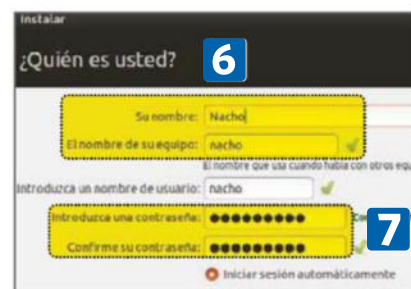 Instalar
¿Quién es usted?
6
Su nombre: Nacho
El nombre de su equipo: nacho
El nombre que usa cuando habla con otros equ
Introduzca un nombre de usuario: nacho
Introduzca una contraseña: ●●●●●●●●●
7
Confirme su contraseña: ●●●●●●●●●
Iniciar sesión automáticamente